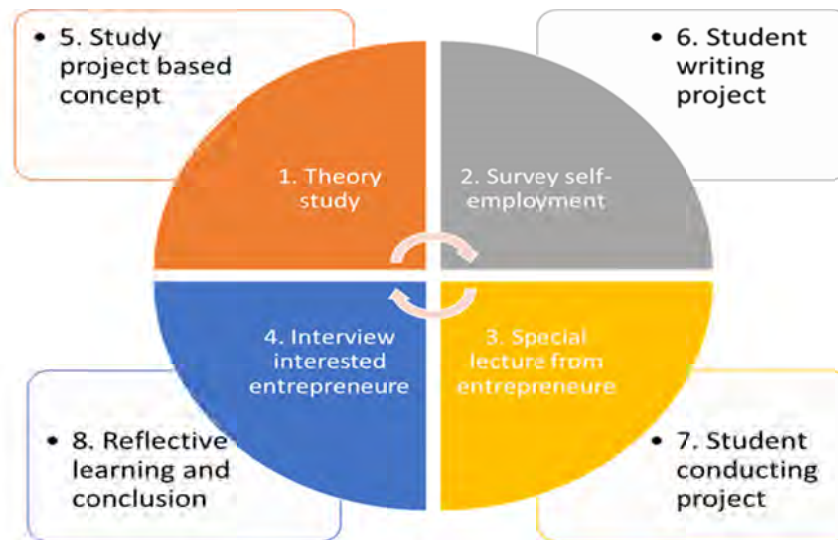 • 5. Study
project based
concept
• 6. Student
writing
project
1. Theory
study
2. Survey self-
employment
4. Interview
interested
entrepreneure
3. Special
lecture from
entrepreneure
• 8. Reflective
learning and
conclusion
• 7. Student
conducting
project